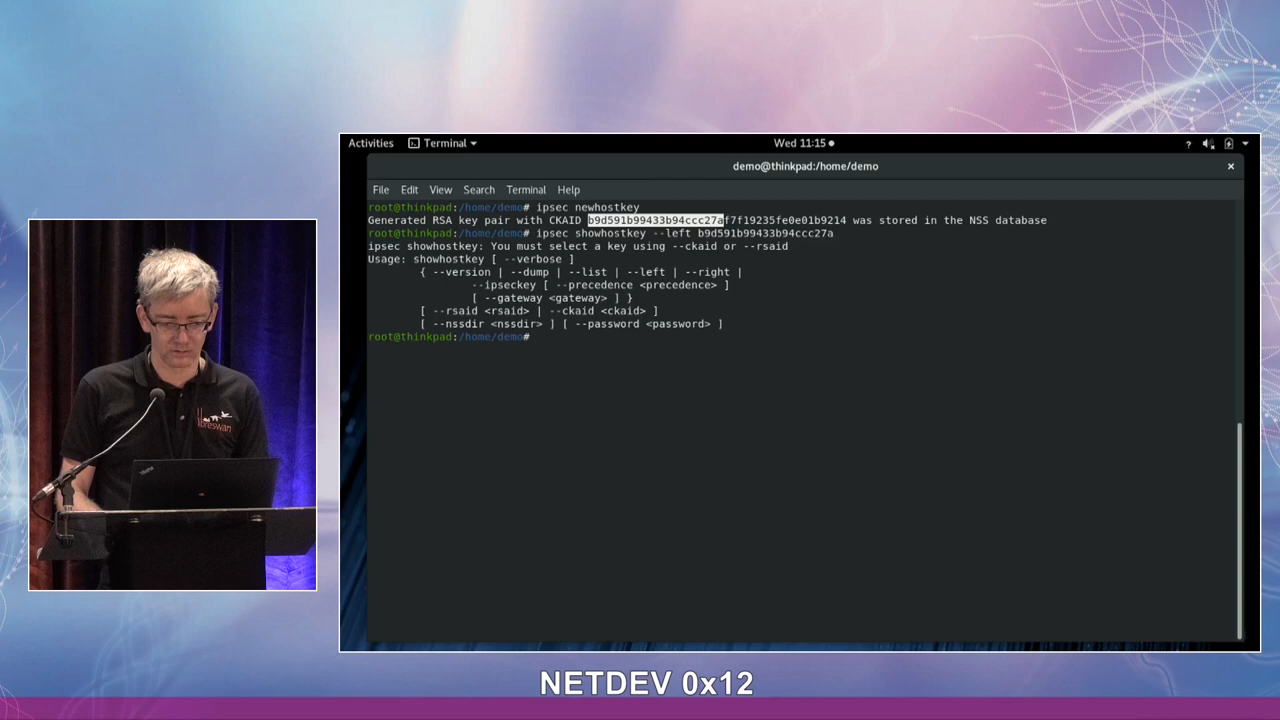 Activities
Terminal
Wed 11:15
?
demo@thinkpad:/home/demo
×
File Edit View Search Terminal Help
root@thinkpad:/home/demo# ipsec newhostkey
Generated RSA key pair with CKAID b9d591b99433b94ccc27af7f19235fe0e01b9214 was stored in the NSS database
root@thinkpad:/home/demo# ipsec showhostkey --left b9d591b99433b94ccc27a
ipsec showhostkey: You must select a key using --ckaid or --rsaid
Usage: showhostkey [ --verbose ]
{ --version | --dump | --list | --left | --right |
--ipseckey [ --precedence <precedence> ]
[ --gateway <gateway> ] }
[ --rsaid <rsaid> | --ckaid <ckaid> ]
[ --nssdir <nssdir> ] [ --password <password> ]
root@thinkpad:/home/demo#
libreswan
ThinkPad
NETDEV 0x12